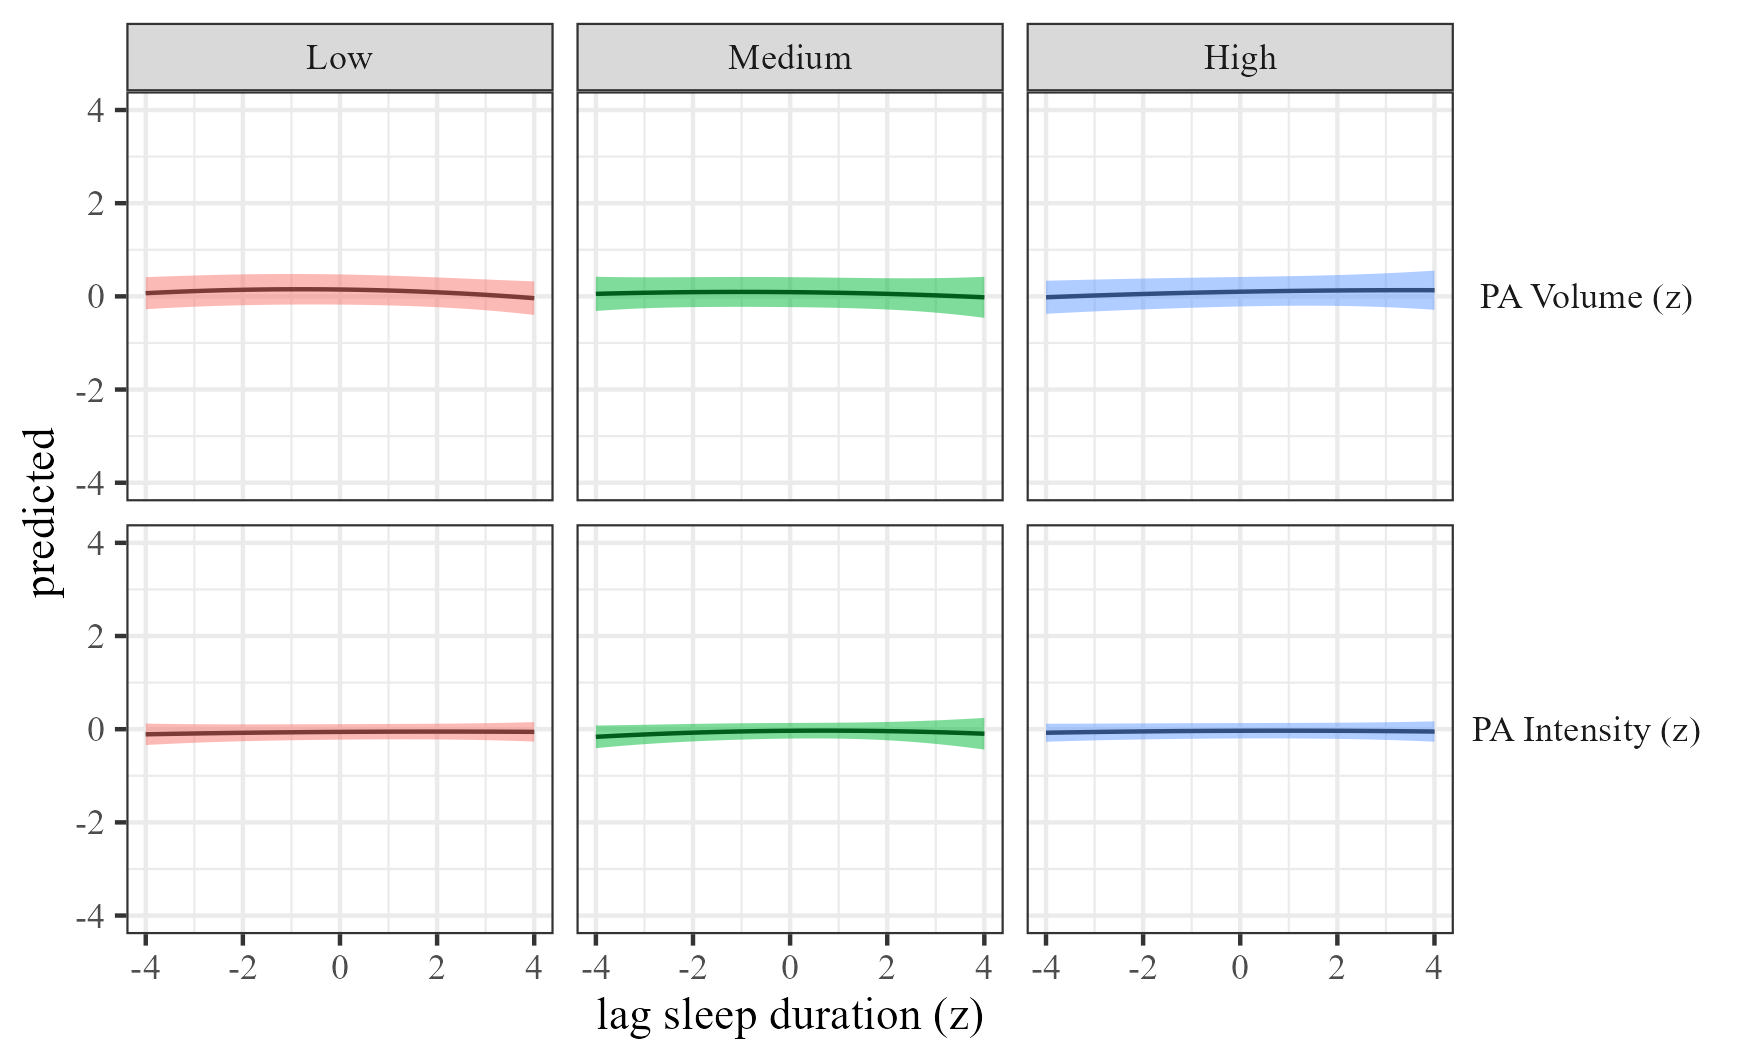 Low
Medium
High
4
2
0
-2
-4
PA Volume (z)
predicted
4
2
0
-2
-4
PA Intensity (z)
-4 -2 0 2 4
-4 -2 0 2 4
-4 -2 0 2 4
lag sleep duration (z)